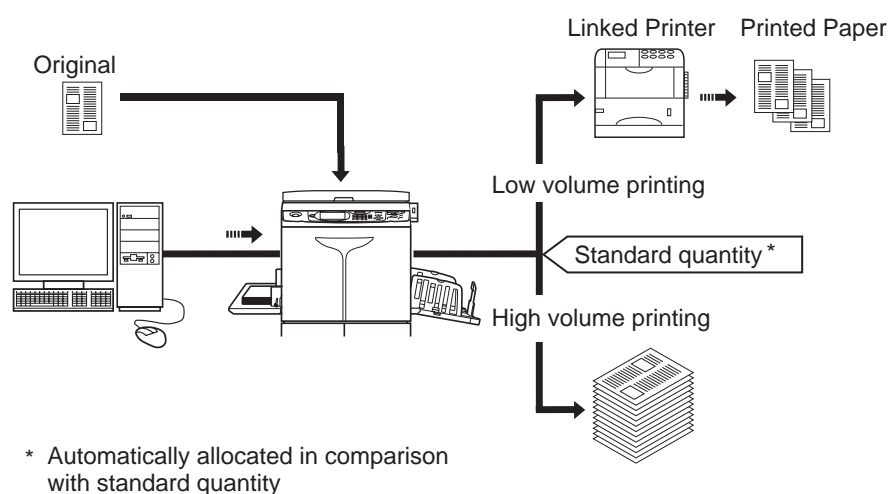 Linked Printer
Printed Paper
Original
Low volume printing
Standard quantity *
High volume printing
* Automatically allocated in comparison
with standard quantity